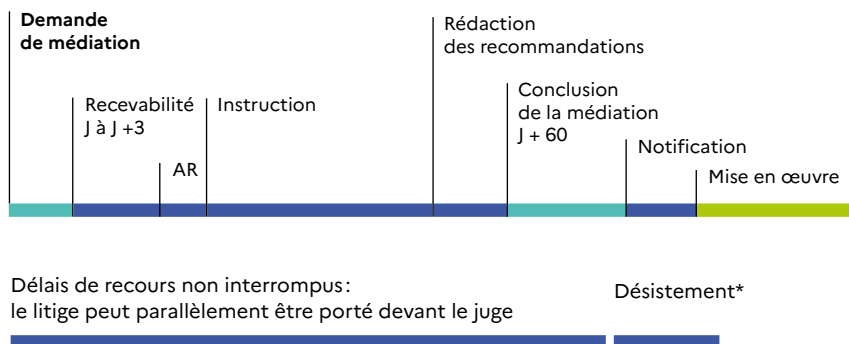 Demande
de médiation
Rédaction
des recommandations
Recevabilité
J à J +3
Instruction
Conclusion
de la médiation
J + 60
AR
Notification
Mise en œuvre
Délais de recours non interrompus :
le litige peut parallèlement être porté devant le juge
Désistement*